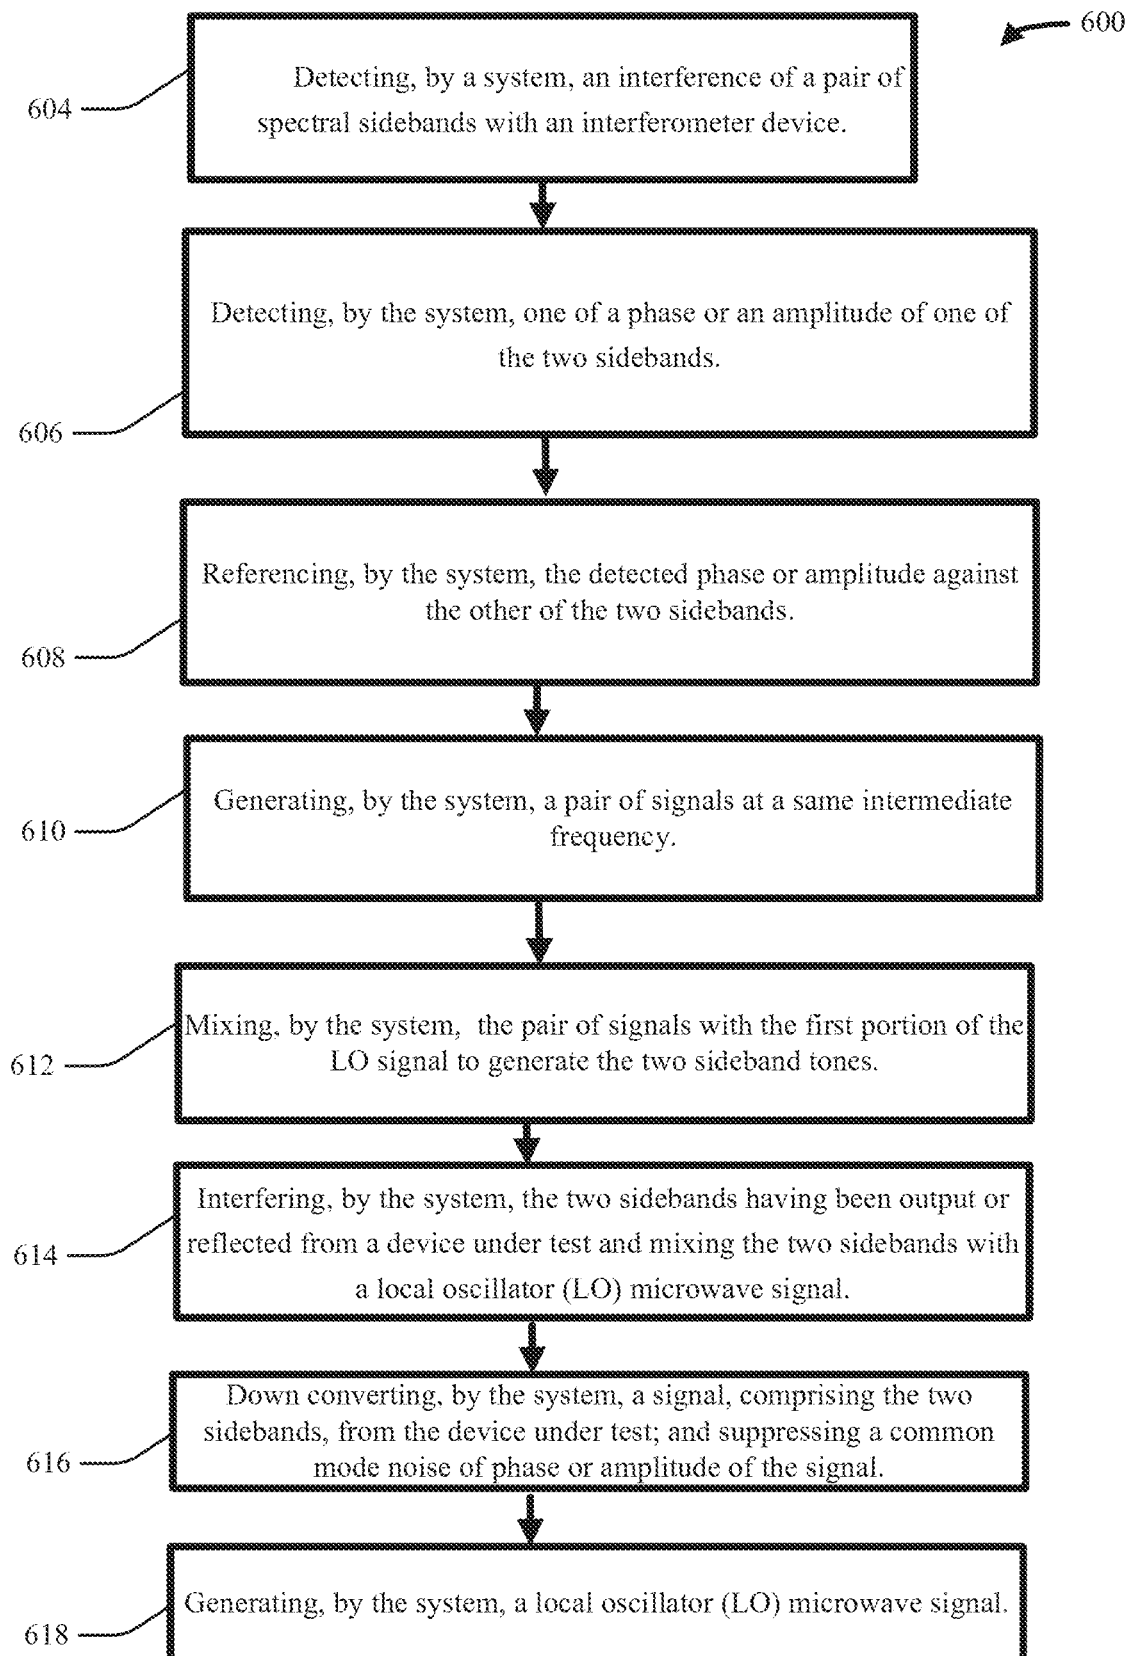 600
Detecting, by a system, an interference of a pair of
spectral sidebands with an interferometer device.
604
Detecting, by the system, one of a phase or an amplitude of one of
the two sidebands.
606
Referencing, by the system, the detected phase or amplitude against
the other of the two sidebands.
608
Generating, by the system, a pair of signals at a same intermediate
frequency.
610
Mixing, by the system, the pair of signals with the first portion of the
LO signal to generate the two sideband tones.
612
Interfering, by the system, the two sidebands having been output or
reflected from a device under test and mixing the two sidebands with
a local oscillator (LO) microwave signal.
614
Down converting, by the system, a signal, comprising the two
sidebands, from the device under test; and suppressing a common
mode noise of phase or amplitude of the signal.
616
Generating, by the system, a local oscillator (LO) microwave signal.
618